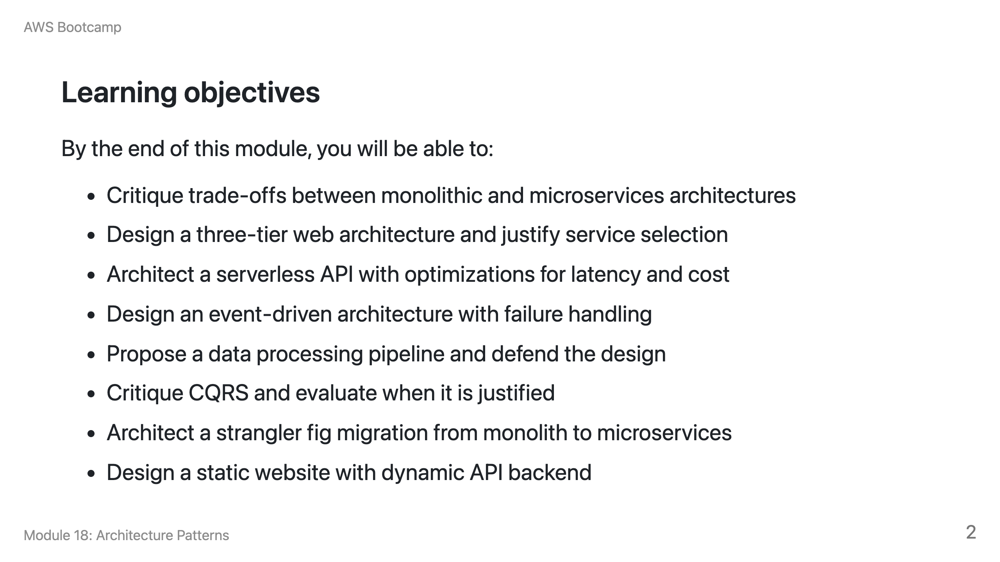 AWS Bootcamp
Learning objectives
By the end of this module, you will be able to:
• Critique trade-offs between monolithic and microservices architectures
• Design a three-tier web architecture and justify service selection
• Architect a serverless API with optimizations for latency and cost
• Design an event-driven architecture with failure handling
• Propose a data processing pipeline and defend the design
• Critique CQRS and evaluate when it is justified
• Architect a strangler fig migration from monolith to microservices
• Design a static website with dynamic API backend
Module 18: Architecture Patterns
2